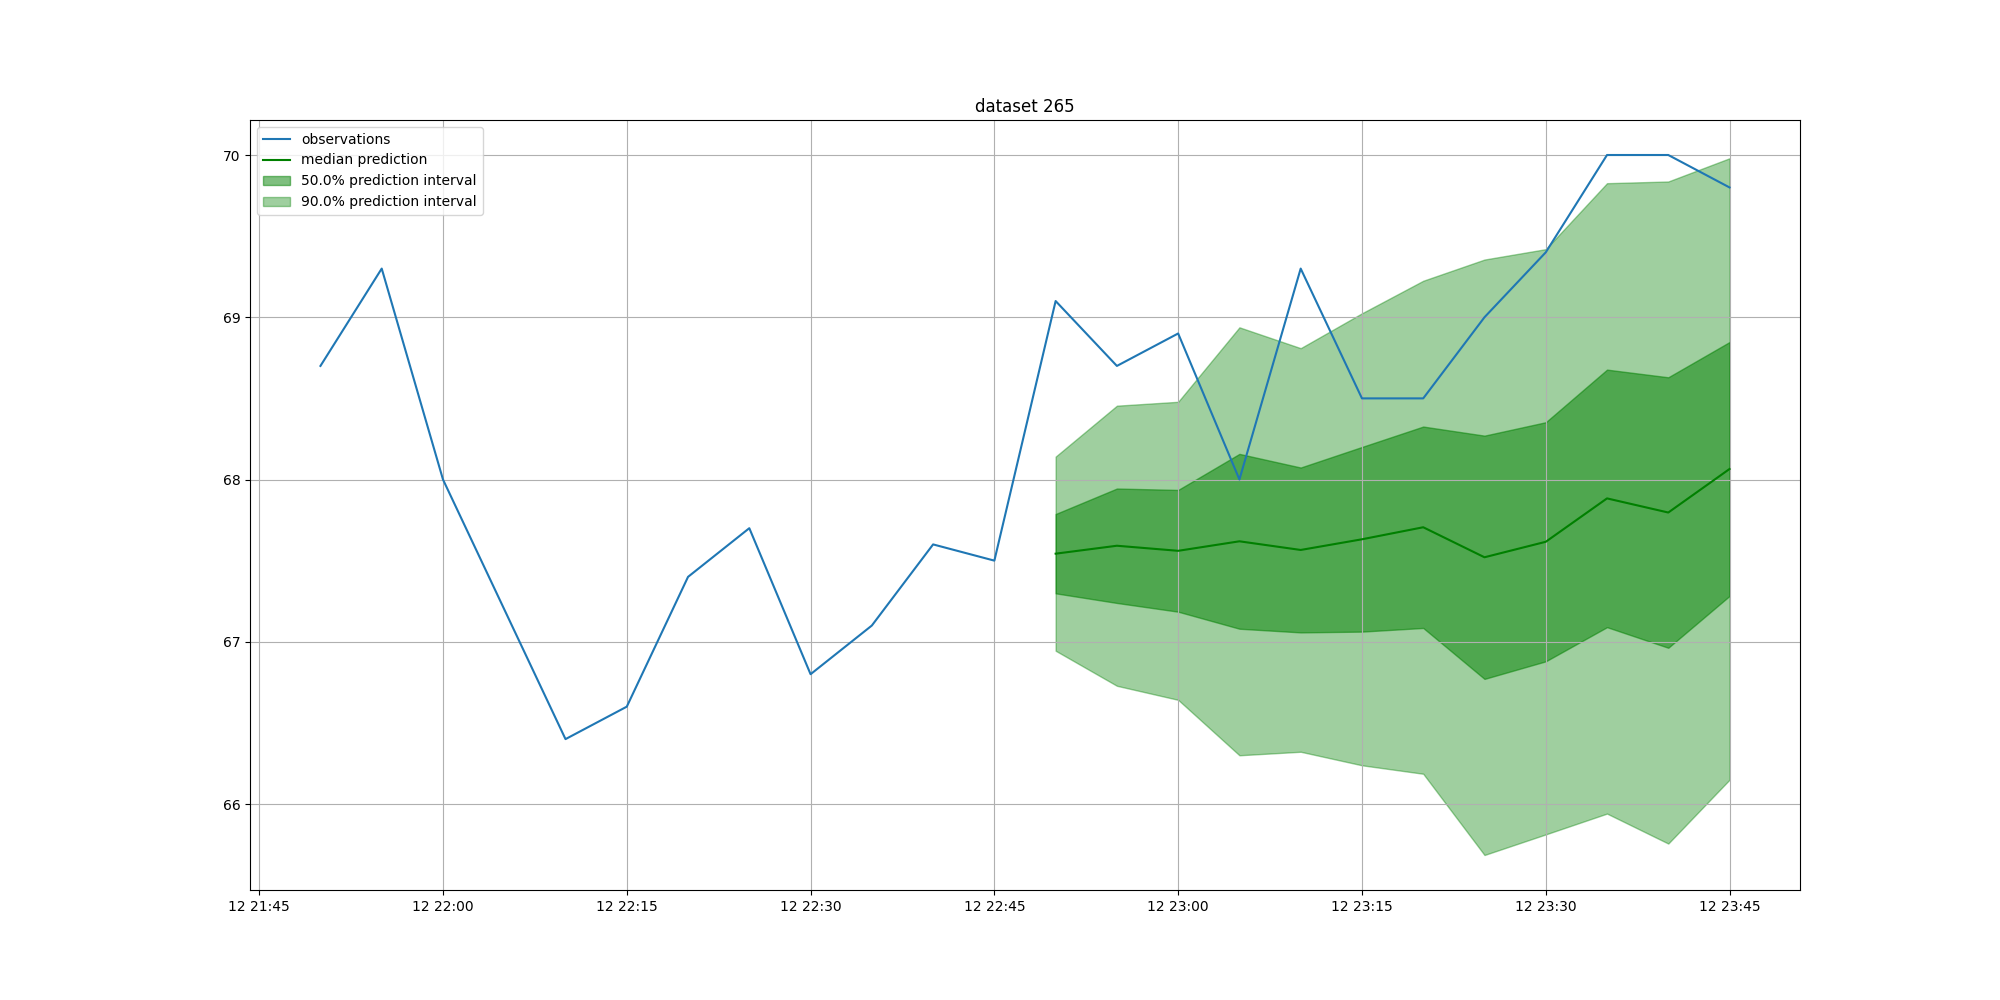 dataset 265
observations
median prediction
50.0% prediction interval
90.0% prediction interval
70
69
68
67
66
12 21:45 12 22:00 12 22:15 12 22:30 12 22:45 12 23:00 12 23:15 12 23:30 12 23:45